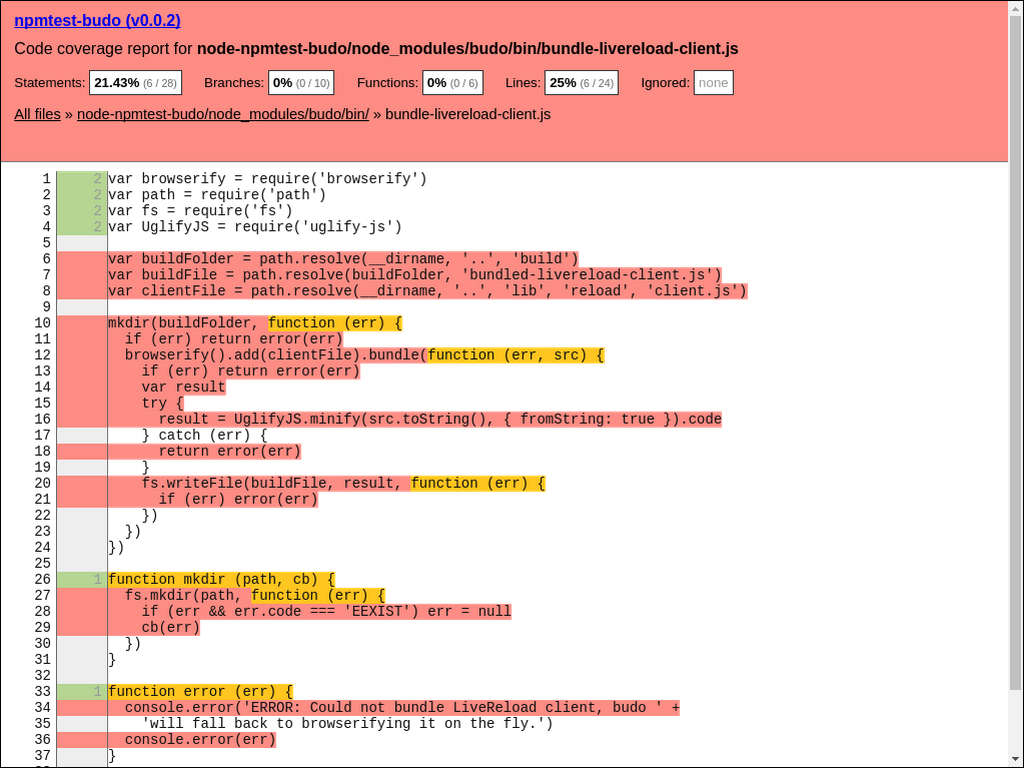 npmtest-budo (v0.0.2)
Code coverage report for node-npmtest-budo/node_modules/budo/bin/bundle-livereload-client.js
Statements: 21.43% (6 / 28) Branches: 0% (0 / 10) Functions: 0% (0 / 6) Lines: 25% (6 / 24) Ignored: none
All files » node-npmtest-budo/node_modules/budo/bin/ » bundle-livereload-client.js
1 2 var browserify = require('browserify')
2 2 var path = require('path')
3 2 var fs = require('fs')
4 2 var UglifyJS = require('uglify-js')
5
6 var buildFolder = path.resolve(__dirname, '..', 'build')
7 var buildFile = path.resolve(buildFolder, 'bundled-livereload-client.js')
8 var clientFile = path.resolve(__dirname, '..', 'lib', 'reload', 'client.js')
9
10 mkdir(buildFolder, function (err) {
11 if (err) return error(err)
12 browserify().add(clientFile).bundle(function (err, src) {
13 if (err) return error(err)
14 var result
15 try {
16 result = UglifyJS.minify(src.toString(), { fromString: true }).code
17 } catch (err) {
18 return error(err)
19 }
20 fs.writeFile(buildFile, result, function (err) {
21 if (err) error(err)
22 })
23 })
24 })
25
26 1 function mkdir (path, cb) {
27 fs.mkdir(path, function (err) {
28 if (err && err.code === 'EEXIST') err = null
29 cb(err)
30 })
31 }
32
33 1 function error (err) {
34 console.error('ERROR: Could not bundle LiveReload client, budo ' +
35 'will fall back to browserifying it on the fly.')
36 console.error(err)
37 }